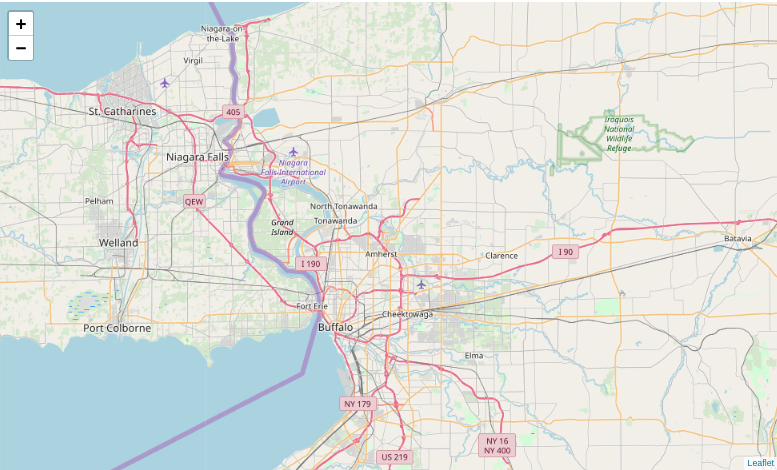 +
−
Niagara-on-
the-Lake
Virgil
405
St. Catharines
Iroquois
National
Wildlife
Refuge
Niagara Falls
Niagara
Falls International
Airport
QEW
Pelham
North Tonawanda
Tonawanda
Grand
Island
Welland
Amherst
Clarence
I 90
Batavia
I 190
Fort Erie
Cheektowaga
Port Colborne
Buffalo
Elma
NY 179
NY 16
NY 400
US 219
Leaflet